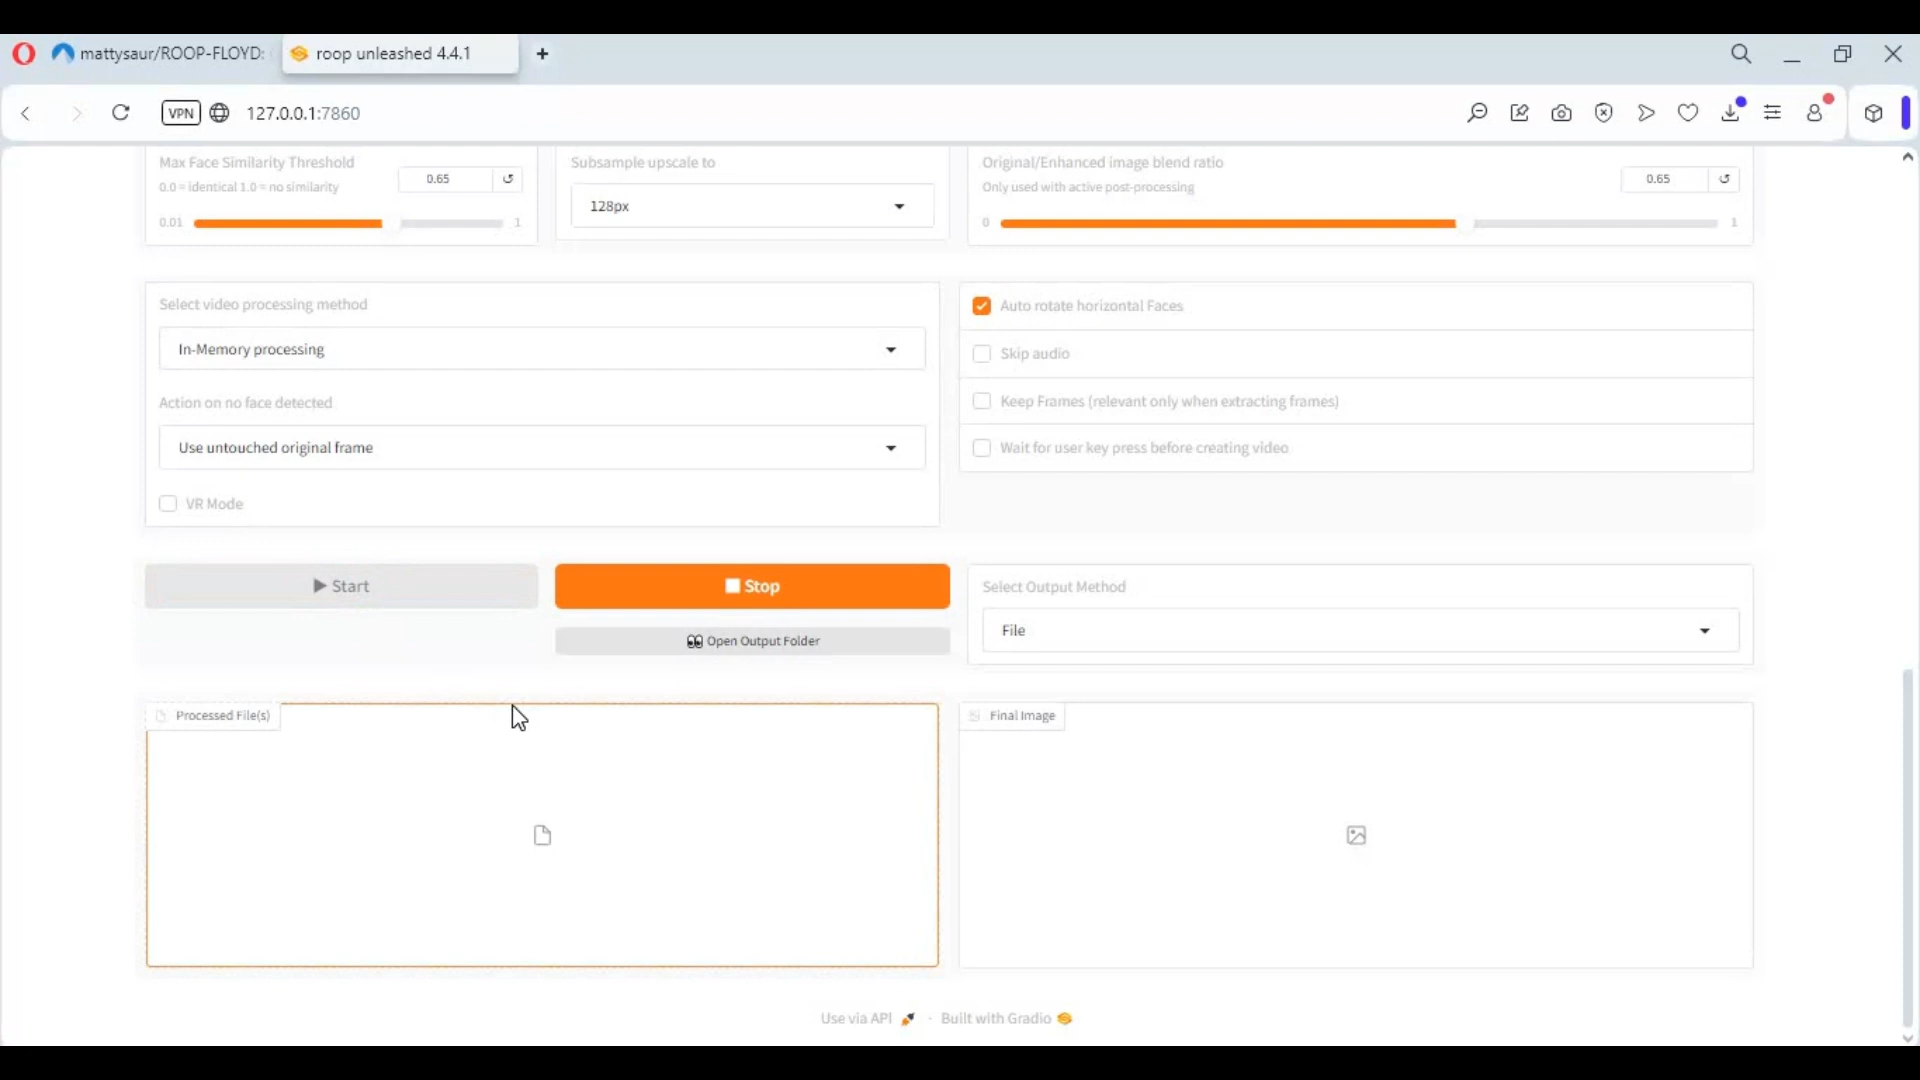 mattysaur/ROOP-FLOYD:
roop unleashed 4.4.1
VPN
127.0.0.1:7860
Max Face Similarity Threshold
0.0 = identical 1.0 = no similarity
0.65
0.01
1
Subsample upscale to
128px
Original/Enhanced image blend ratio
Only used with active post-processing
0.65
0
1
Select video processing method
In-Memory processing
Action on no face detected
Use untouched original frame
VR Mode
Auto rotate horizontal Faces
Skip audio
Keep Frames (relevant only when extracting frames)
Wait for user key press before creating video
Start
Stop
Open Output Folder
Select Output Method
File
Processed File(s)
Final Image
Use via API · Built with Gradio